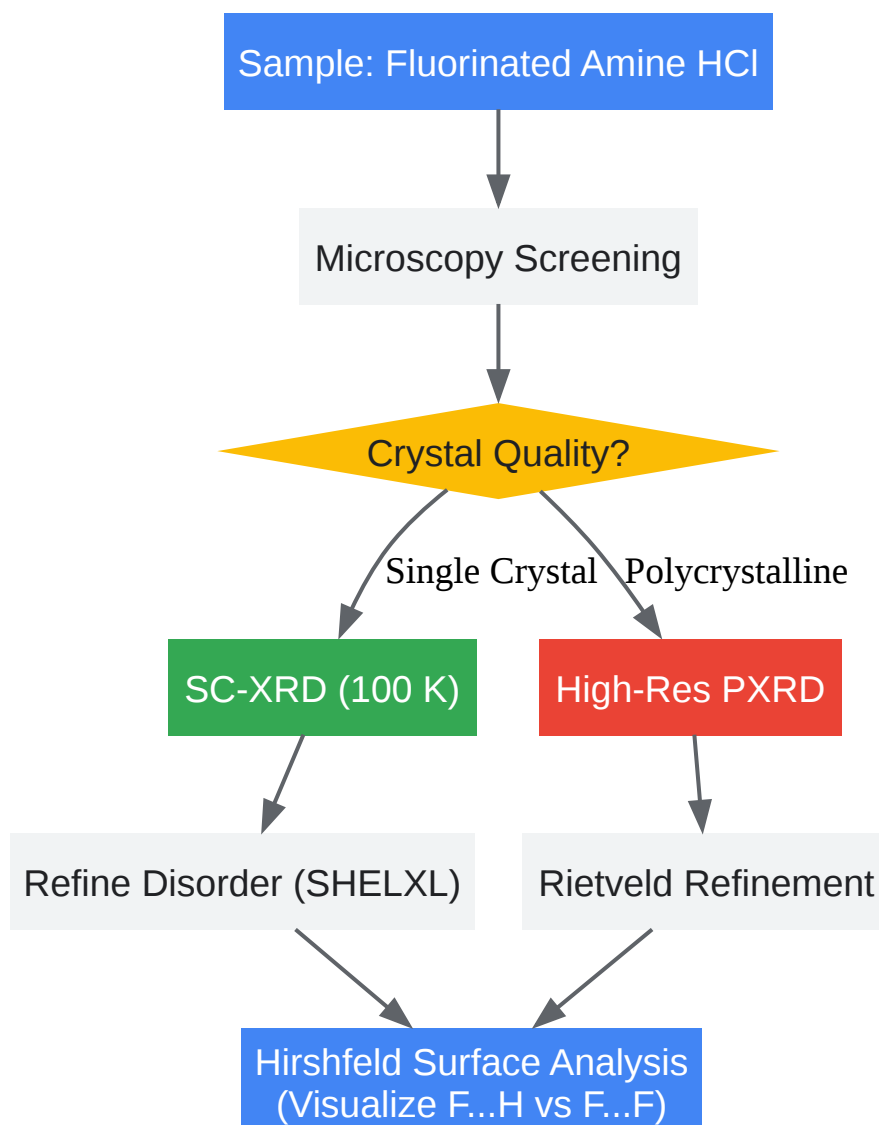 Sample: Fluorinated Amine HCl
Microscopy Screening
Crystal Quality?
Single Crystal
Polycrystalline
SC-XRD (100 K)
High-Res PXRD
Refine Disorder (SHELXL)
Rietveld Refinement
Hirshfeld Surface Analysis
(Visualize F...H vs F...F)